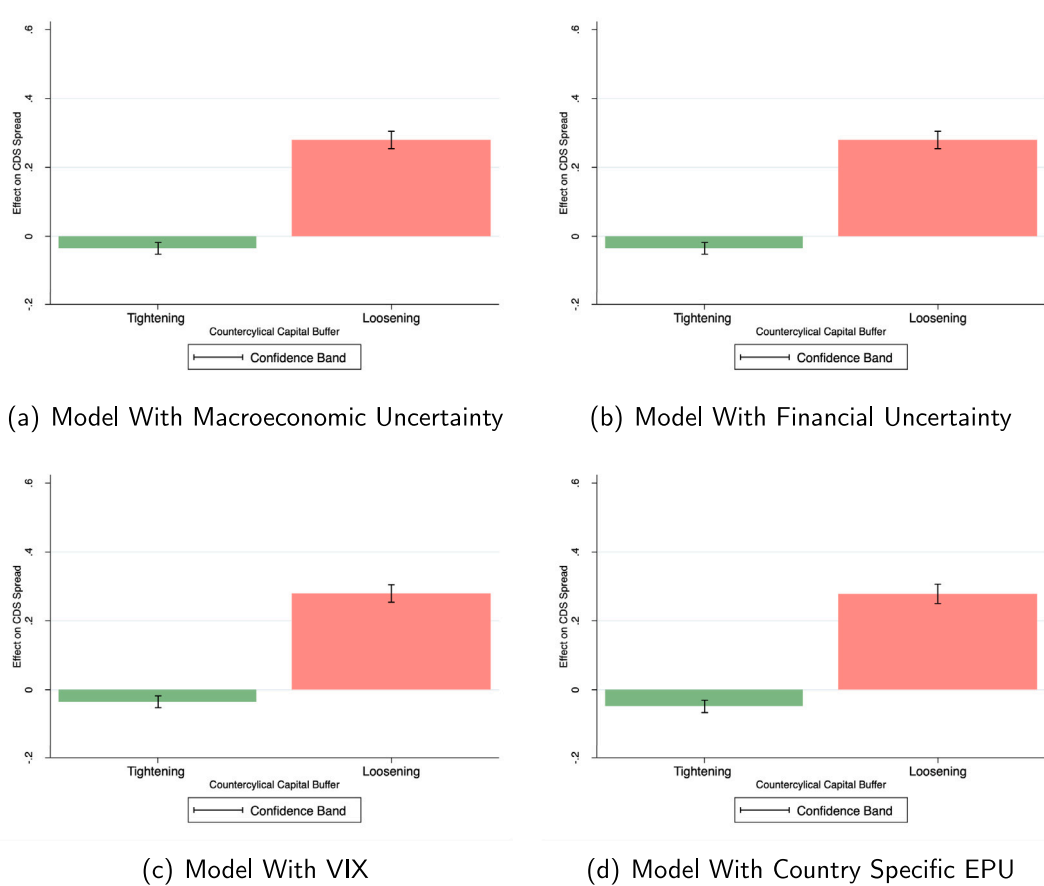 .6
.4
.2
0
-.2
Effect on CDS Spread
Tightening
Loosening
Countercylical Capital Buffer
Confidence Band
(a) Model With Macroeconomic Uncertainty
.6
.4
.2
0
-.2
Effect on CDS Spread
Tightening
Loosening
Countercylical Capital Buffer
Confidence Band
(b) Model With Financial Uncertainty
.6
.4
.2
0
-.2
Effect on CDS Spread
Tightening
Loosening
Countercylical Capital Buffer
Confidence Band
(c) Model With VIX
.6
.4
.2
0
-.2
Effect on CDS Spread
Tightening
Loosening
Countercylical Capital Buffer
Confidence Band
(d) Model With Country Specific EPU